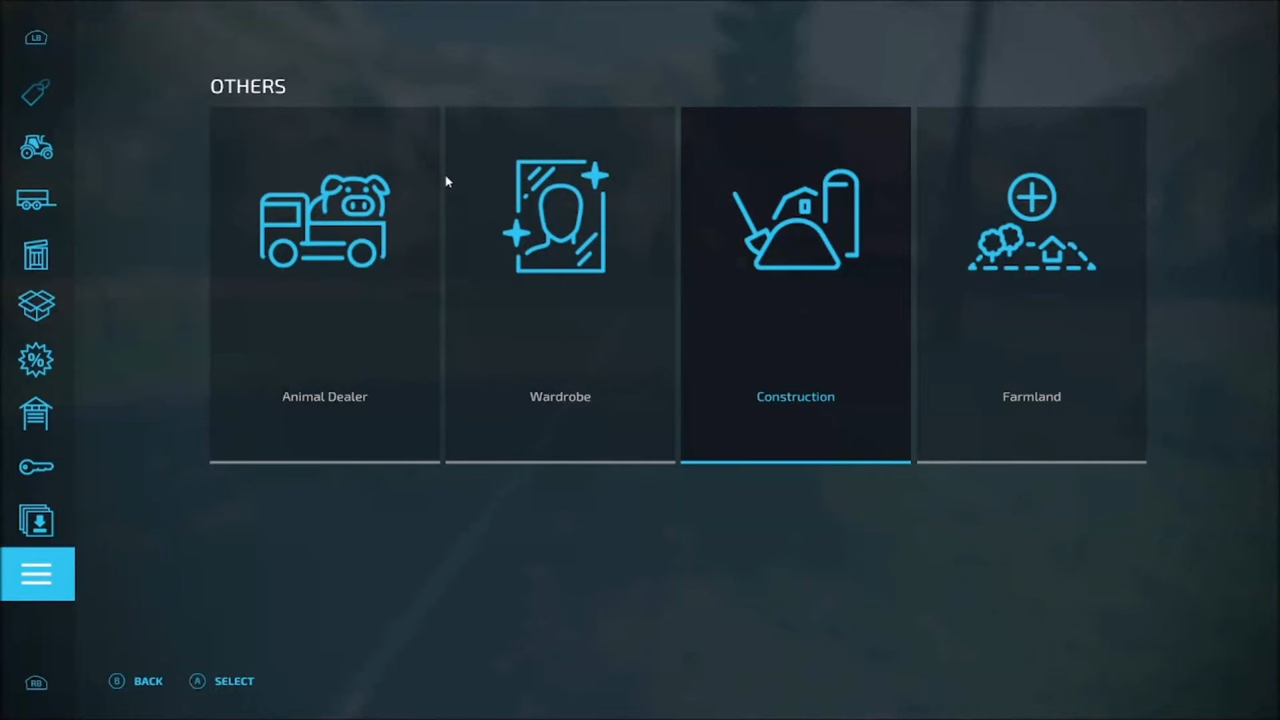 LB
OTHERS
%
Animal Dealer
Wardrobe
Construction
Farmland
RB
B BACK
A SELECT